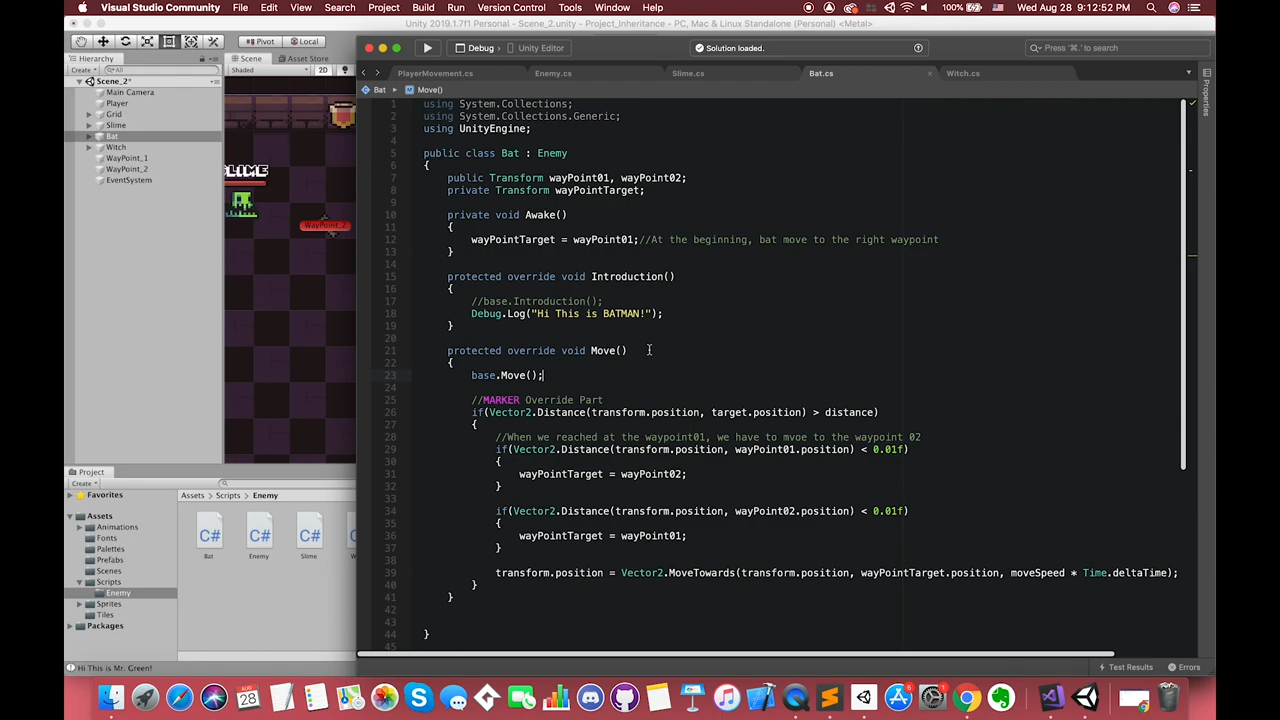 Visual Studio Community File Edit View Search Project Build Run Version Control Tools Window Help 100% Wed Aug 28 9:12:52 PM
Unity 2019.1.7f1 Personal - Scene_2.unity - Project_Inheritance - PC, Mac & Linux Standalone (Personal) <Metal>
Pivot Local
Debug Unity Editor Solution loaded. Press '⌘.' to search
Hierarchy Scene Asset Store
Create All Shaded 2D
PlayerMovement.cs Enemy.cs Slime.cs Bat.cs Witch.cs
Properties
Scene_2*
Main Camera
Player
Grid
Slime
Bat
Witch
WayPoint_1
WayPoint_2
EventSystem
SLIME
WayPoint_2
Bat Move()
1 using System.Collections;
2 using System.Collections.Generic;
3 using UnityEngine;
4
5 public class Bat : Enemy
6 {
7 public Transform wayPoint01, wayPoint02;
8 private Transform wayPointTarget;
9
10 private void Awake()
11 {
12 wayPointTarget = wayPoint01;//At the beginning, bat move to the right waypoint
13 }
14
15 protected override void Introduction()
16 {
17 //base.Introduction();
18 Debug.Log("Hi This is BATMAN!");
19 }
20
21 protected override void Move()
22 {
23 base.Move();
24
25 //MARKER Override Part
26 if(Vector2.Distance(transform.position, target.position) > distance)
27 {
28 //When we reached at the waypoint01, we have to mvoe to the waypoint 02
29 if(Vector2.Distance(transform.position, wayPoint01.position) < 0.01f)
30 {
31 wayPointTarget = wayPoint02;
32 }
33
34 if(Vector2.Distance(transform.position, wayPoint02.position) < 0.01f)
35 {
36 wayPointTarget = wayPoint01;
37 }
38
39 transform.position = Vector2.MoveTowards(transform.position, wayPointTarget.position, moveSpeed * Time.deltaTime);
40 }
41 }
42
43
44 }
45
Project
Create
Favorites
Assets
Animations
Fonts
Palettes
Prefabs
Scenes
Scripts
Enemy
Sprites
Tiles
Packages
Assets Scripts Enemy
C# C# C# C
Bat Enemy Slime W
Hi This is Mr. Green!
Test Results Errors
AUG
28
6
1